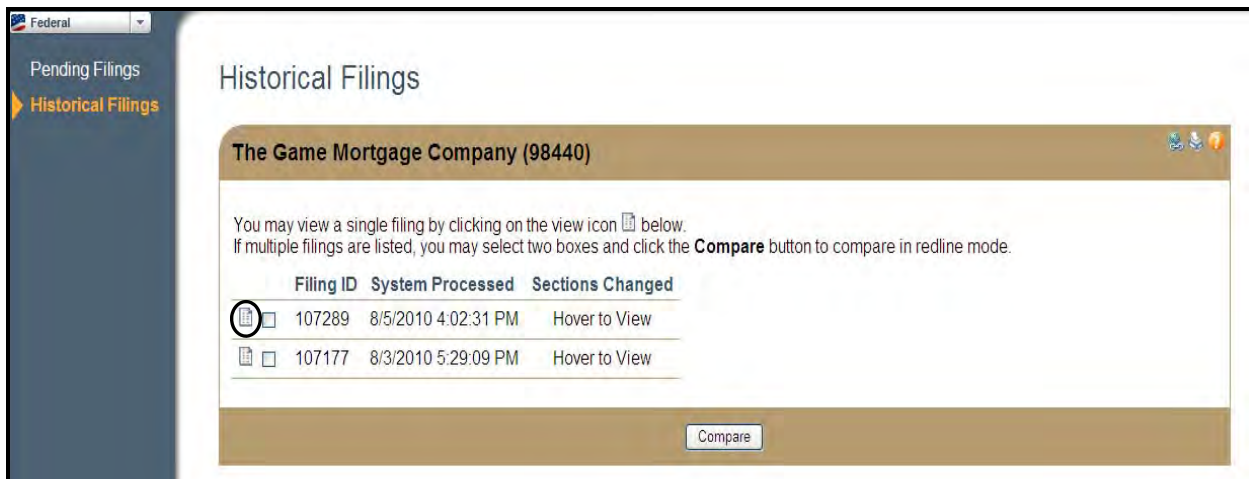 Federal
Pending Filings
Historical Filings
Historical Filings
The Game Mortgage Company (98440)
You may view a single filing by clicking on the view icon below.
If multiple filings are listed, you may select two boxes and click the Compare button to compare in redline mode.
Filing ID System Processed Sections Changed
107289 8/5/2010 4:02:31 PM Hover to View
107177 8/3/2010 5:29:09 PM Hover to View
Compare